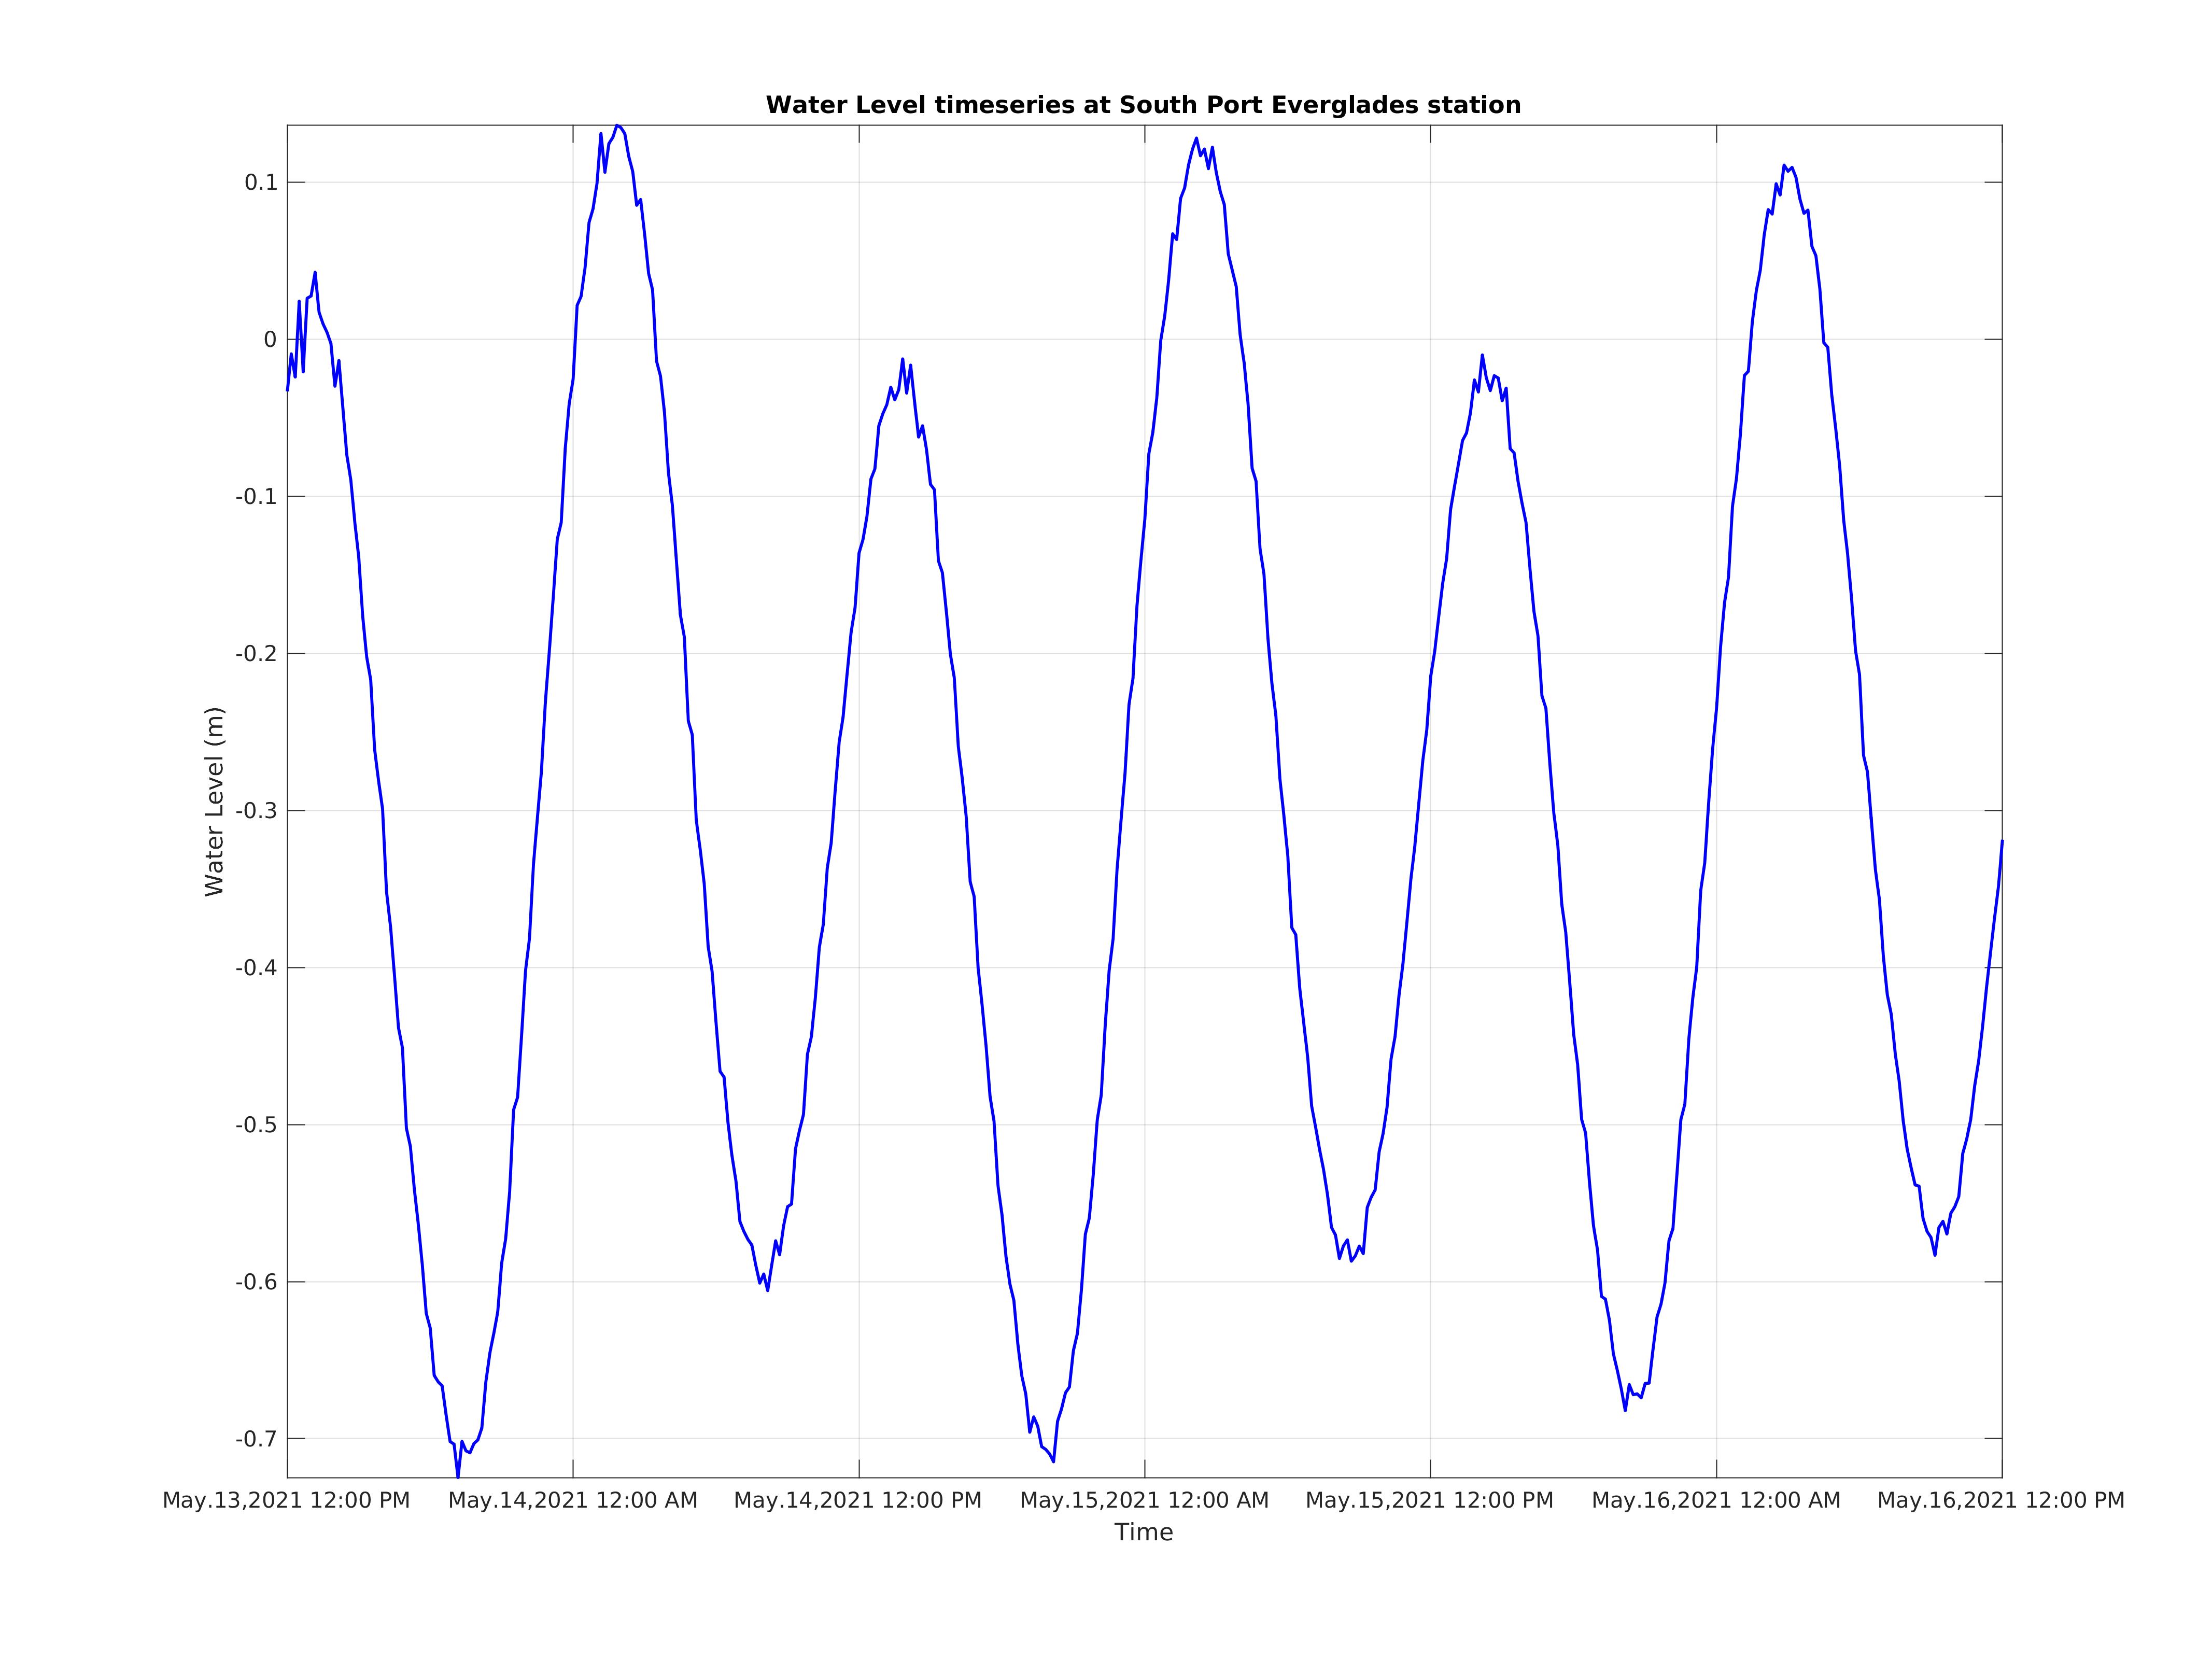 Water Level timeseries at South Port Everglades station
0.1
0
-0.1
-0.2
-0.3
-0.4
-0.5
-0.6
-0.7
Water Level (m)
May.13,2021 12:00 PM
May.14,2021 12:00 AM
May.14,2021 12:00 PM
May.15,2021 12:00 AM
May.15,2021 12:00 PM
May.16,2021 12:00 AM
May.16,2021 12:00 PM
Time